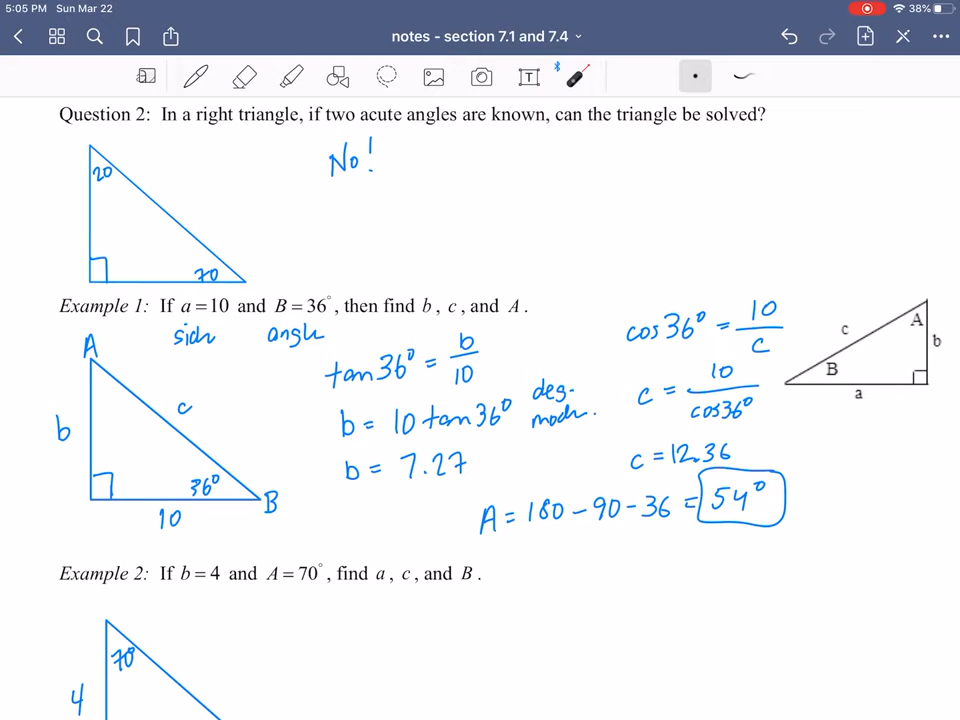 5:05 PM Sun Mar 22
38%
notes - section 7.1 and 7.4
T
Question 2: In a right triangle, if two acute angles are known, can the triangle be solved?
No!
20
70
Example 1: If a = 10 and B = 36°, then find b, c, and A.
side angle
A
b
c
36°
B
10
tan 36° = b/10
b = 10 tan 36° deg. mode.
b = 7.27
cos 36° = 10/c
c = 10/cos 36°
c = 12.36
A = 180 - 90 - 36 = 54°
A
c
b
B
a
Example 2: If b = 4 and A = 70°, find a, c, and B.
70°
4